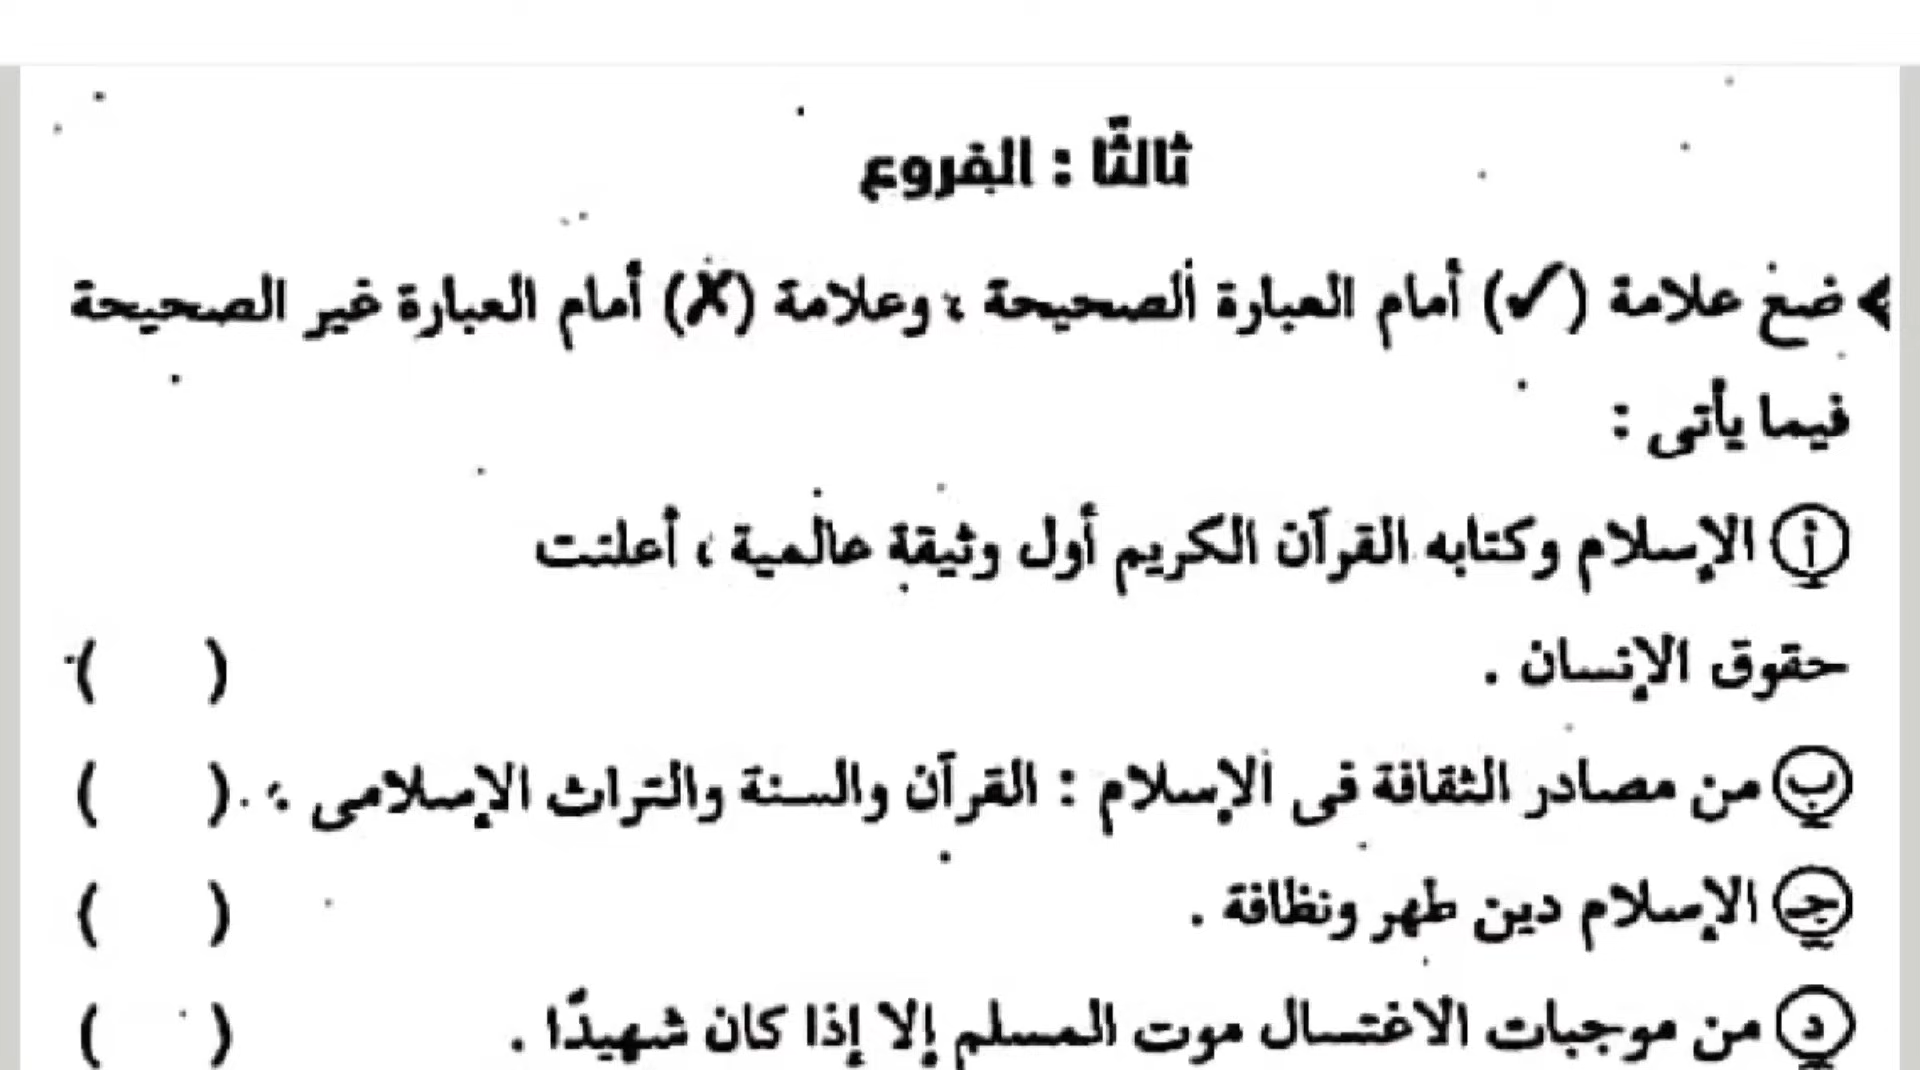 ثالثًا : الفروع
ضع علامة (✓) أمام العبارة الصحيحة ، وعلامة (X) أمام العبارة غير الصحيحة
فيما يأتى :
أ الإسلام وكتابه القرآن الكريم أول وثيقة عالمية ، أعلنت
حقوق الإنسان . ( )
ب من مصادر الثقافة فى الإسلام : القرآن والسنة والتراث الإسلامى . ( )
جـ الإسلام دين طهر ونظافة . ( )
د من موجبات الاغتسال موت المسلم إلا إذا كان شهيدًا . ( )